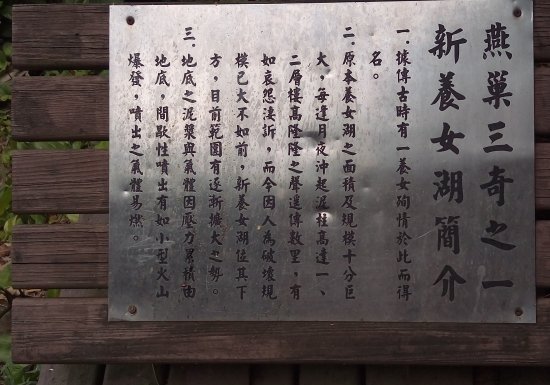 燕巢三奇之一
新養女湖簡介
一．據傳古時有一養女殉情於此而得
名。
二．原本養女湖之面積及規模十分巨
大，每逢月夜沖起泥柱高達一、
二層樓高隆隆之聲遠傳數里，有
如哀怨淒訴，而今因人為破壞規
模已大不如前，新養女湖位其下
方，目前範圍有逐漸擴大之勢。
三．地底之泥漿與氣體因壓力累積由
地底，間歇性噴出有如小型火山
爆發，噴出之氣體易燃。